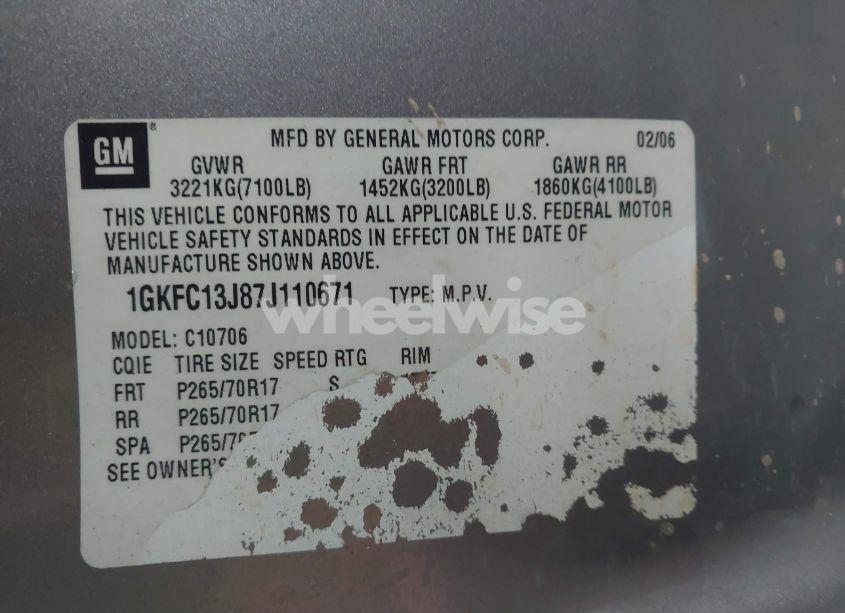 GM
MFD BY GENERAL MOTORS CORP. 02/06
GVWR GAWR FRT GAWR RR
3221KG(7100LB) 1452KG(3200LB) 1860KG(4100LB)
THIS VEHICLE CONFORMS TO ALL APPLICABLE U.S. FEDERAL MOTOR
VEHICLE SAFETY STANDARDS IN EFFECT ON THE DATE OF
MANUFACTURE SHOWN ABOVE.
1GKFC13J87J110671 TYPE: M.P.V.
wheelwise
MODEL: C10706
CQIE TIRE SIZE SPEED RTG RIM
FRT P265/70R17 S
RR P265/70R17
SPA
SEE OWNER'S